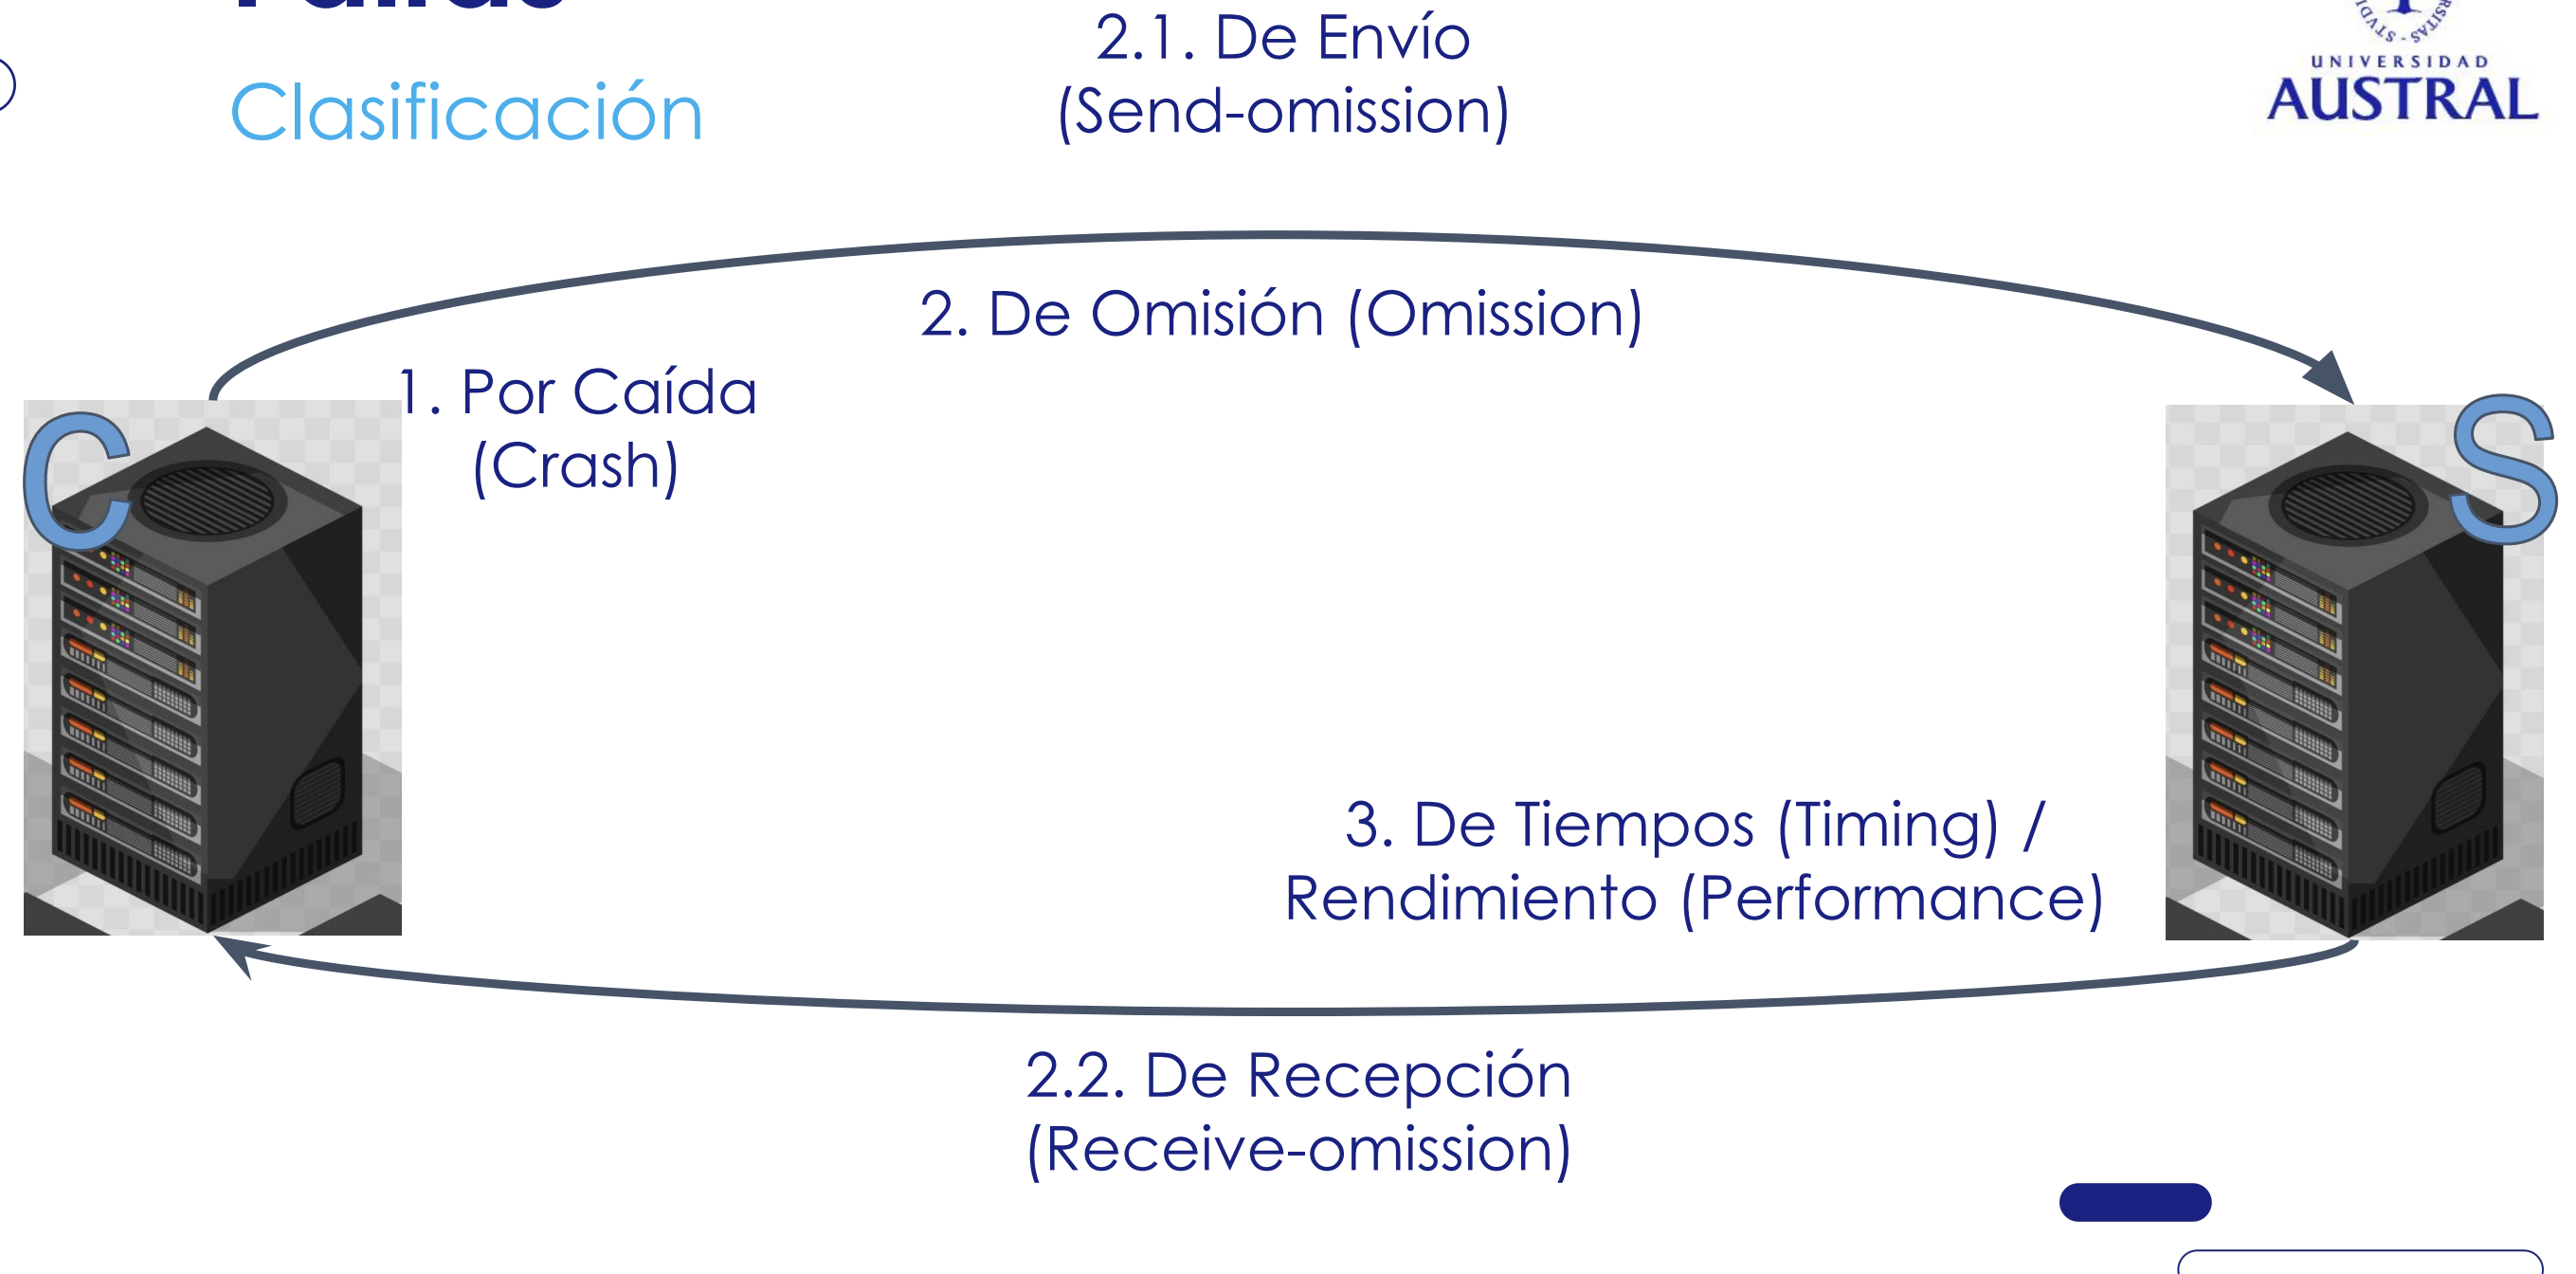 Fallas
Clasificación
2.1. De Envío
(Send-omission)
UNIVERSIDAD
AUSTRAL
2. De Omisión (Omission)
1. Por Caída
(Crash)
C
S
3. De Tiempos (Timing) /
Rendimiento (Performance)
2.2. De Recepción
(Receive-omission)